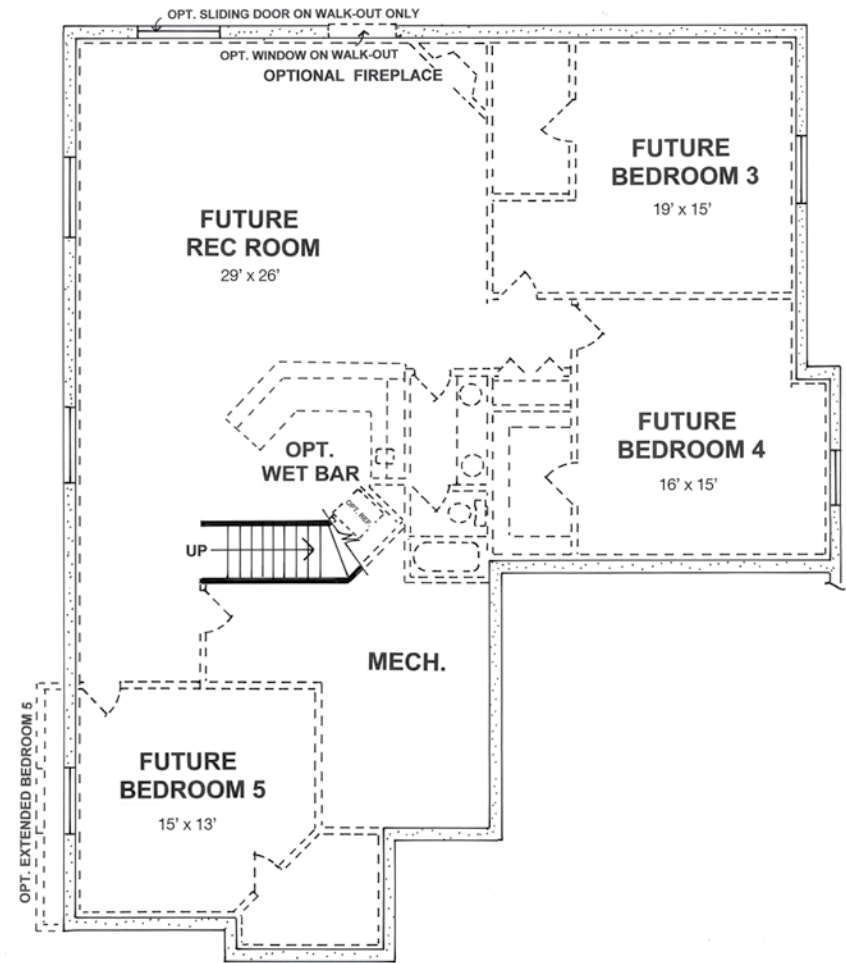 OPT. SLIDING DOOR ON WALK-OUT ONLY
OPT. WINDOW ON WALK-OUT
OPTIONAL FIREPLACE
FUTURE
BEDROOM 3
19' x 15'
FUTURE
REC ROOM
29' x 26'
FUTURE
BEDROOM 4
16' x 15'
OPT.
WET BAR
OPT. REF.
UP
MECH.
OPT. EXTENDED BEDROOM 5
FUTURE
BEDROOM 5
15' x 13'